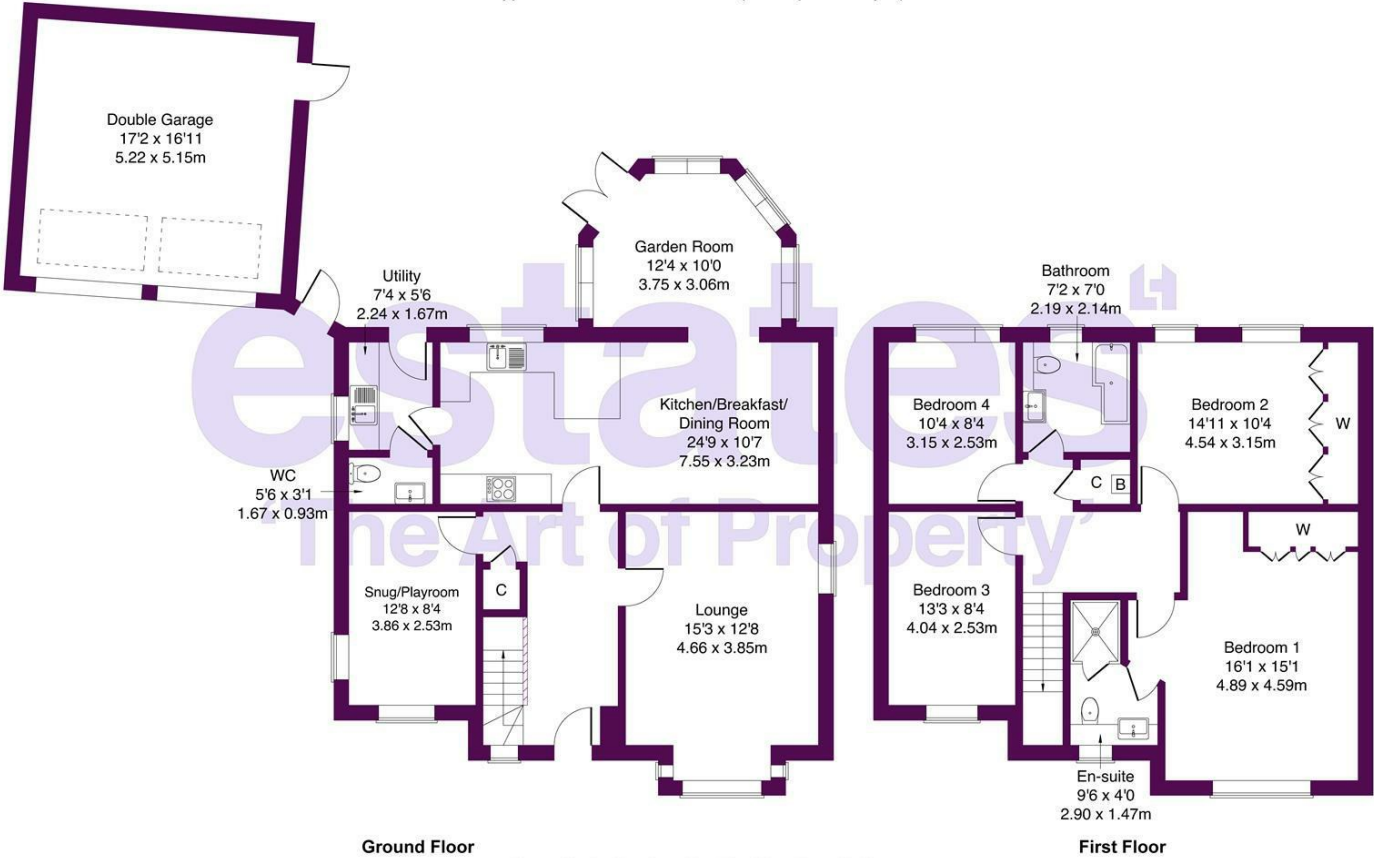 Double Garage
17'2 x 16'11
5.22 x 5.15m
Garden Room
12'4 x 10'0
3.75 x 3.06m
Utility
7'4 x 5'6
2.24 x 1.67m
Kitchen/Breakfast/
Dining Room
24'9 x 10'7
7.55 x 3.23m
WC
5'6 x 3'1
1.67 x 0.93m
Snug/Playroom
12'8 x 8'4
3.86 x 2.53m
C
Lounge
15'3 x 12'8
4.66 x 3.85m
Ground Floor
Bathroom
7'2 x 7'0
2.19 x 2.14m
Bedroom 4
10'4 x 8'4
3.15 x 2.53m
Bedroom 2
14'11 x 10'4
4.54 x 3.15m
W
C
B
W
Bedroom 3
13'3 x 8'4
4.04 x 2.53m
Bedroom 1
16'1 x 15'1
4.89 x 4.59m
En-suite
9'6 x 4'0
2.90 x 1.47m
First Floor
estates
'The Art of Property'